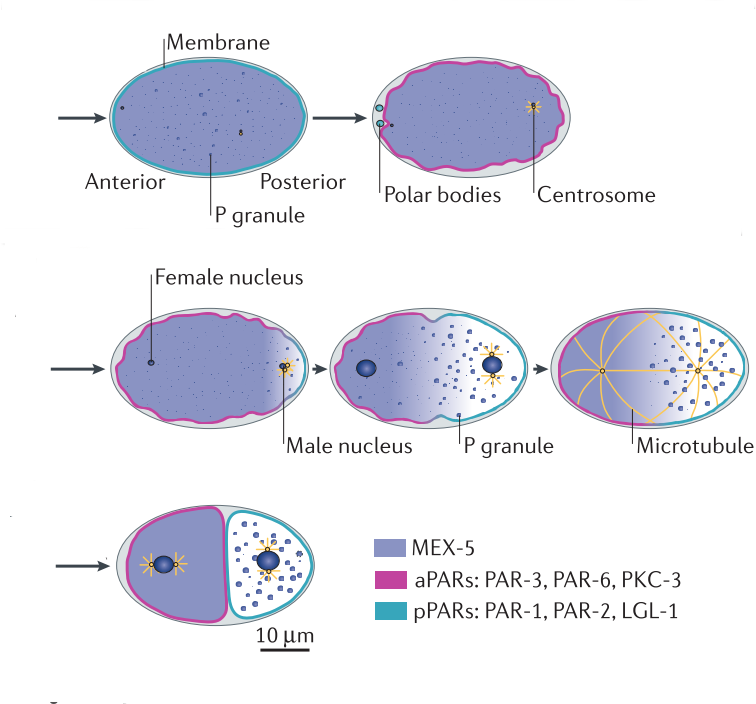 Membrane
Anterior
Posterior
P granule
Polar bodies
Centrosome
Female nucleus
Male nucleus
P granule
Microtubule
MEX-5
aPARs: PAR-3, PAR-6, PKC-3
pPARs: PAR-1, PAR-2, LGL-1
10 μm